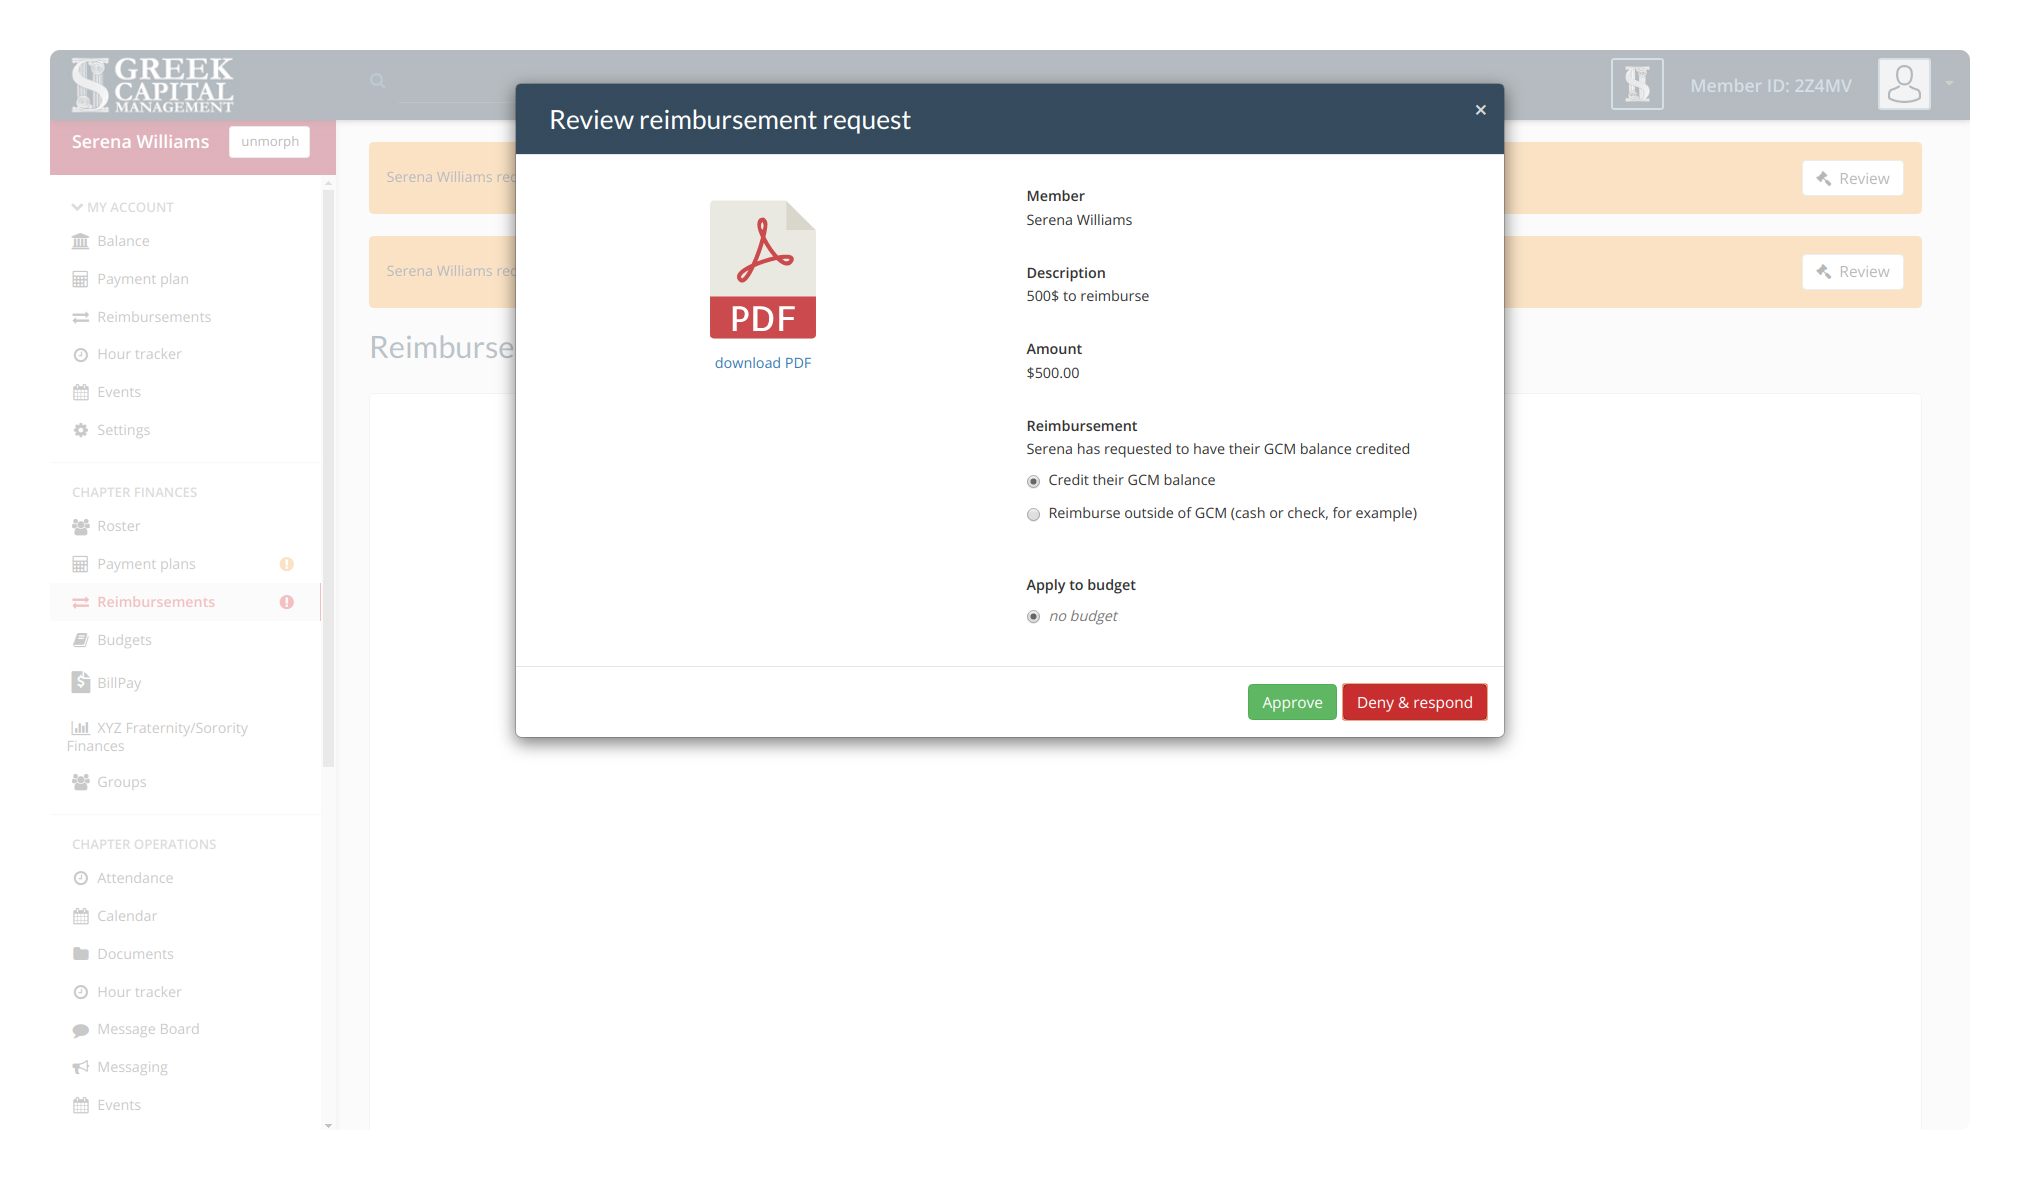 GREEK
CAPITAL
MANAGEMENT
Member ID: 2Z4MV
Serena Williams unmorph
MY ACCOUNT
Balance
Payment plan
Reimbursements
Hour tracker
Events
Settings
CHAPTER FINANCES
Roster
Payment plans
Reimbursements
Budgets
BillPay
XYZ Fraternity/Sorority
Finances
Groups
CHAPTER OPERATIONS
Attendance
Calendar
Documents
Hour tracker
Message Board
Messaging
Events
Serena Williams
Review
Serena Williams
Review
Review reimbursement request
×
PDF
download PDF
Member
Serena Williams
Description
500$ to reimburse
Amount
$500.00
Reimbursement
Serena has requested to have their GCM balance credited
Credit their GCM balance
Reimburse outside of GCM (cash or check, for example)
Apply to budget
no budget
Approve Deny & respond